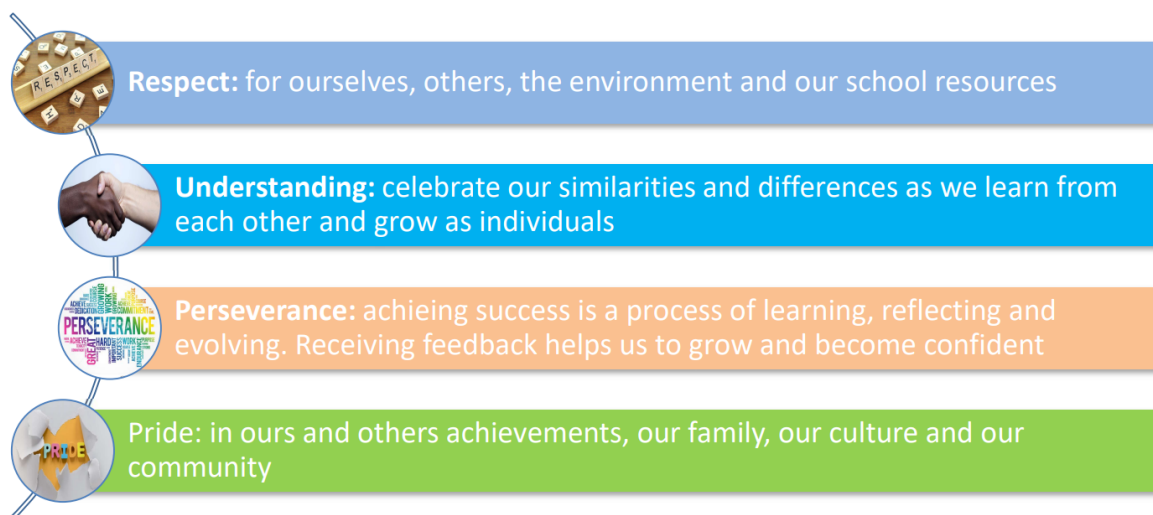 RESPECT
Respect: for ourselves, others, the environment and our school resources
Understanding: celebrate our similarities and differences as we learn from
each other and grow as individuals
PERSEVERANCE
Perseverance: achieing success is a process of learning, reflecting and
evolving. Receiving feedback helps us to grow and become confident
PRIDE
Pride: in ours and others achievements, our family, our culture and our
community